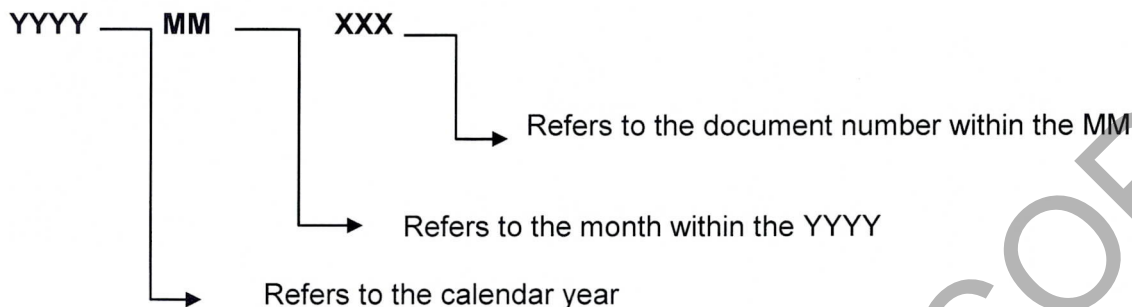 YYYY MM XXX
Refers to the document number within the MM
Refers to the month within the YYYY
Refers to the calendar year